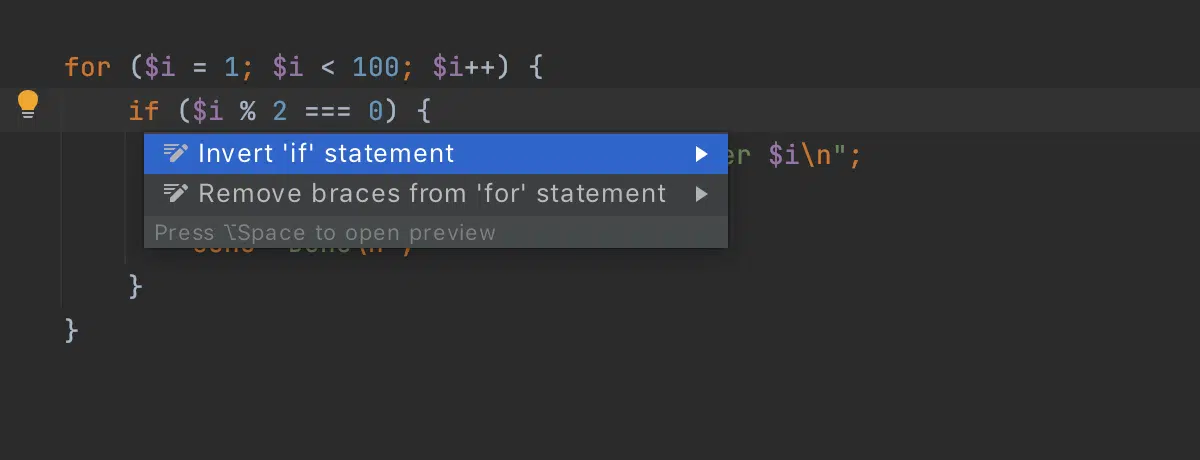 for ($i = 1; $i < 100; $i++) {
if ($i % 2 === 0) {
Invert 'if' statement
$i\n";
Remove braces from 'for' statement
Press ⌥Space to open preview
}
}